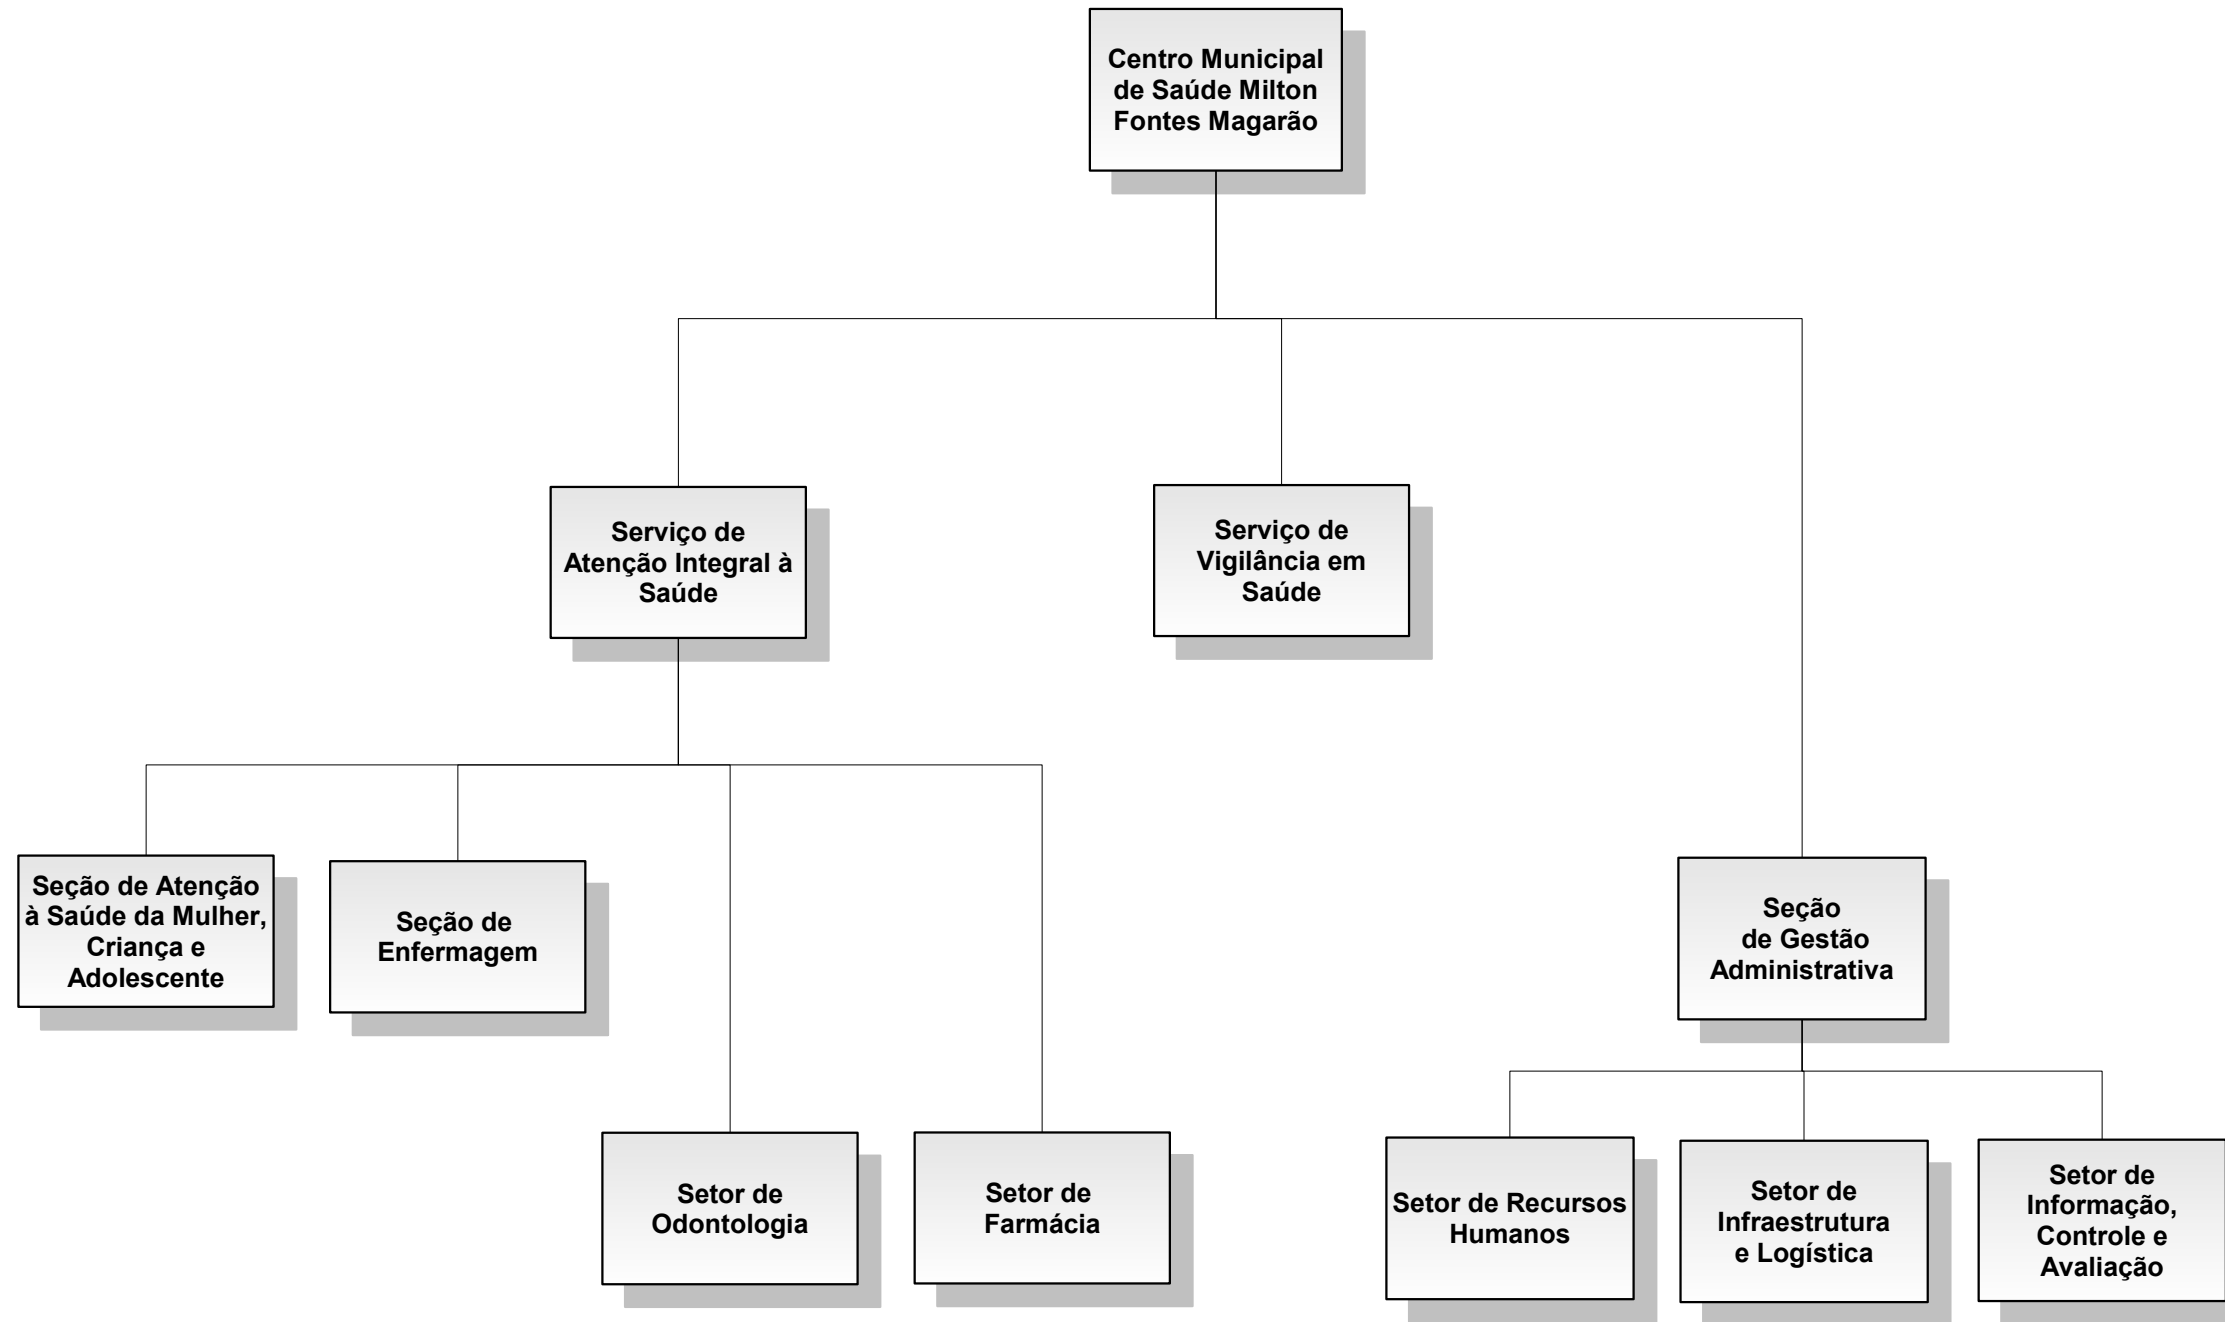 Centro Municipal
de Saúde Milton
Fontes Magarão
Serviço de
Atenção Integral à
Saúde
Serviço de
Vigilância em
Saúde
Seção de Atenção
à Saúde da Mulher,
Criança e
Adolescente
Seção de
Enfermagem
Seção
de Gestão
Administrativa
Setor de
Odontologia
Setor de
Farmácia
Setor de Recursos
Humanos
Setor de
Infraestrutura
e Logística
Setor de
Informação,
Controle e
Avaliação